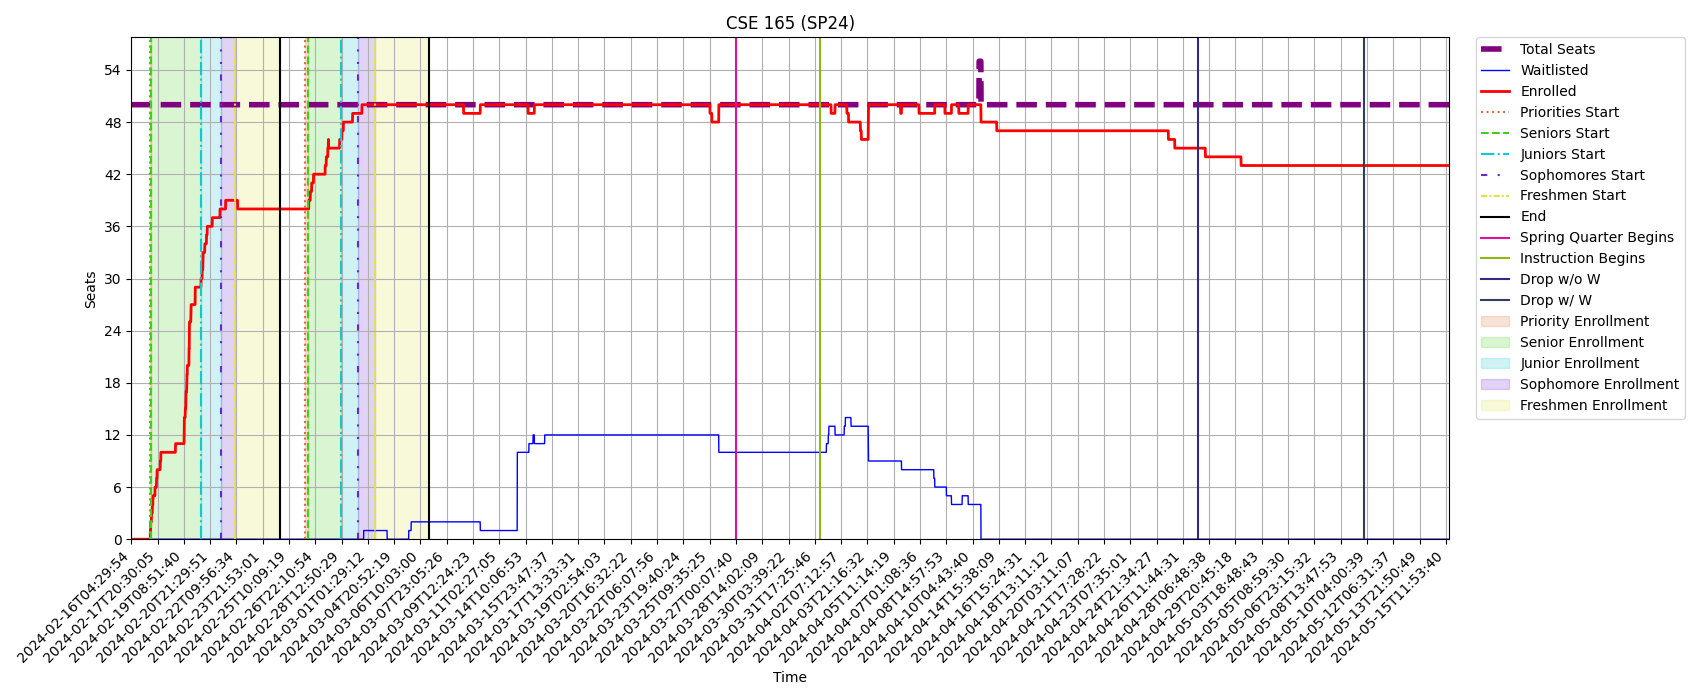 CSE 165 (SP24)
54
48
42
36
30
24
18
12
6
0
Seats
2024-02-16T04:29:54
2024-02-17T20:30:05
2024-02-19T08:51:40
2024-02-20T21:29:51
2024-02-22T09:56:34
2024-02-23T21:53:01
2024-02-25T10:09:19
2024-02-26T22:10:54
2024-02-28T12:50:29
2024-03-01T01:29:12
2024-03-04T20:52:19
2024-03-06T10:03:00
2024-03-07T23:05:26
2024-03-09T12:24:23
2024-03-11T02:27:05
2024-03-14T10:06:53
2024-03-15T23:47:37
2024-03-17T13:33:31
2024-03-19T02:54:03
2024-03-20T16:32:22
2024-03-22T06:07:56
2024-03-23T19:40:24
2024-03-25T09:35:25
2024-03-27T00:07:40
2024-03-28T14:02:09
2024-03-30T03:39:22
2024-03-31T17:25:46
2024-04-02T07:12:57
2024-04-03T21:16:32
2024-04-05T11:14:19
2024-04-07T01:08:36
2024-04-08T14:57:53
2024-04-10T04:43:40
2024-04-14T15:38:09
2024-04-16T15:24:31
2024-04-18T13:11:12
2024-04-20T03:11:07
2024-04-21T17:28:22
2024-04-23T07:35:01
2024-04-24T21:34:27
2024-04-26T11:44:31
2024-04-28T06:48:38
2024-04-29T20:45:18
2024-05-03T18:48:43
2024-05-05T08:59:30
2024-05-06T23:15:32
2024-05-08T13:47:53
2024-05-10T04:00:39
2024-05-12T06:31:37
2024-05-13T21:50:49
2024-05-15T11:53:40
Time
Total Seats
Waitlisted
Enrolled
Priorities Start
Seniors Start
Juniors Start
Sophomores Start
Freshmen Start
End
Spring Quarter Begins
Instruction Begins
Drop w/o W
Drop w/ W
Priority Enrollment
Senior Enrollment
Junior Enrollment
Sophomore Enrollment
Freshmen Enrollment